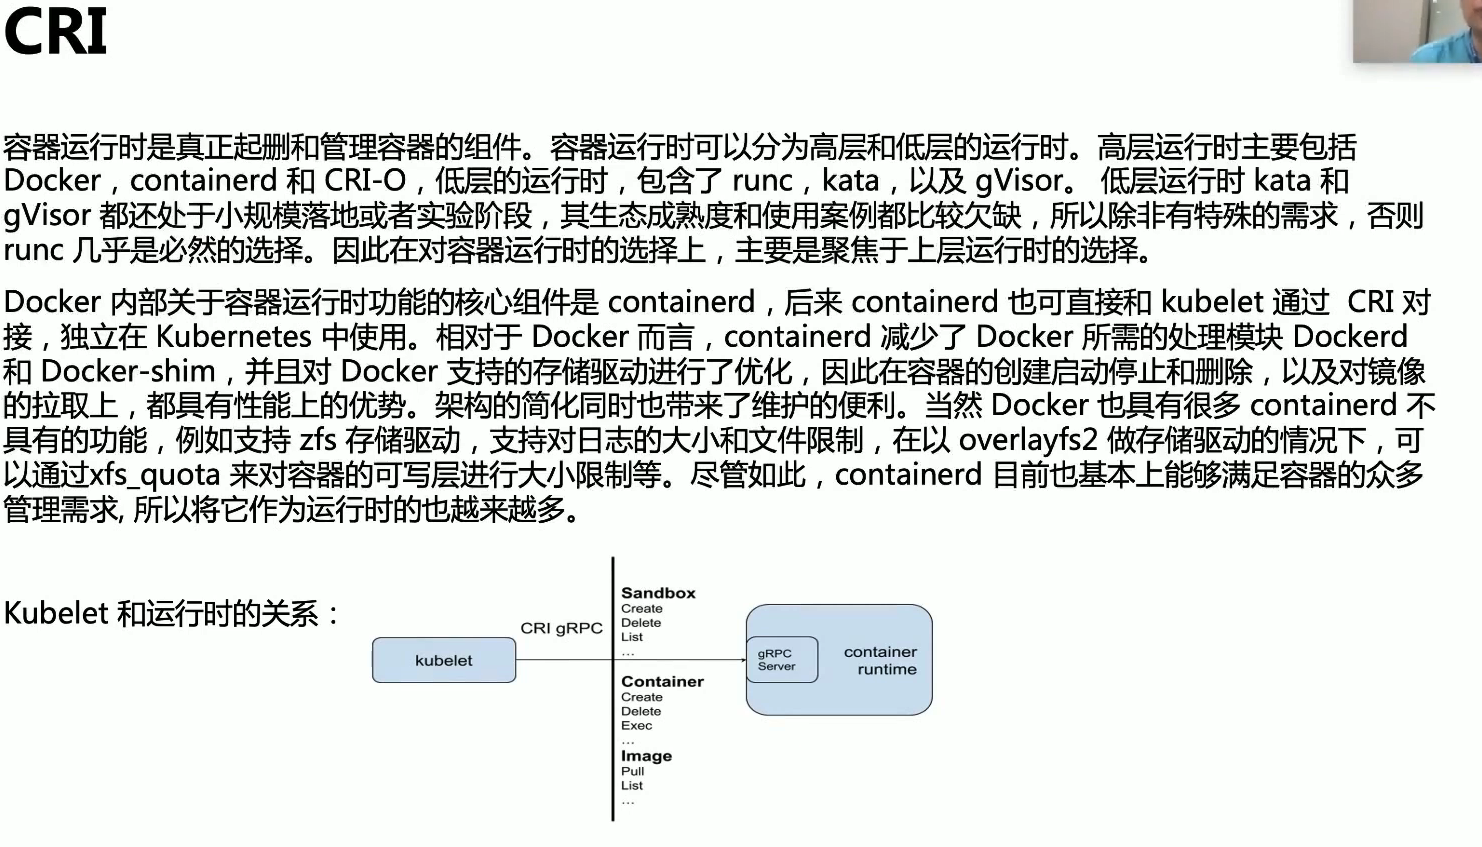 CRI
容器运行时是真正起删和管理容器的组件。容器运行时可以分为高层和低层的运行时。高层运行时主要包括
Docker，containerd 和 CRI-O，低层的运行时，包含了 runc，kata，以及 gVisor。 低层运行时 kata 和
gVisor 都还处于小规模落地或者实验阶段，其生态成熟度和使用案例都比较欠缺，所以除非有特殊的需求，否则
runc 几乎是必然的选择。因此在对容器运行时的选择上，主要是聚焦于上层运行时的选择。
Docker 内部关于容器运行时功能的核心组件是 containerd，后来 containerd 也可直接和 kubelet 通过 CRI 对
接，独立在 Kubernetes 中使用。相对于 Docker 而言，containerd 减少了 Docker 所需的处理模块 Dockerd
和 Docker-shim，并且对 Docker 支持的存储驱动进行了优化，因此在容器的创建启动停止和删除，以及对镜像
的拉取上，都具有性能上的优势。架构的简化同时也带来了维护的便利。当然 Docker 也具有很多 containerd 不
具有的功能，例如支持 zfs 存储驱动，支持对日志的大小和文件限制，在以 overlayfs2 做存储驱动的情况下，可
以通过xfs_quota 来对容器的可写层进行大小限制等。尽管如此，containerd 目前也基本上能够满足容器的众多
管理需求, 所以将它作为运行时的也越来越多。
Kubelet 和运行时的关系：
kubelet
CRI gRPC
Sandbox
Create
Delete
List
...
Container
Create
Delete
Exec
...
Image
Pull
List
...
gRPC
Server
container
runtime